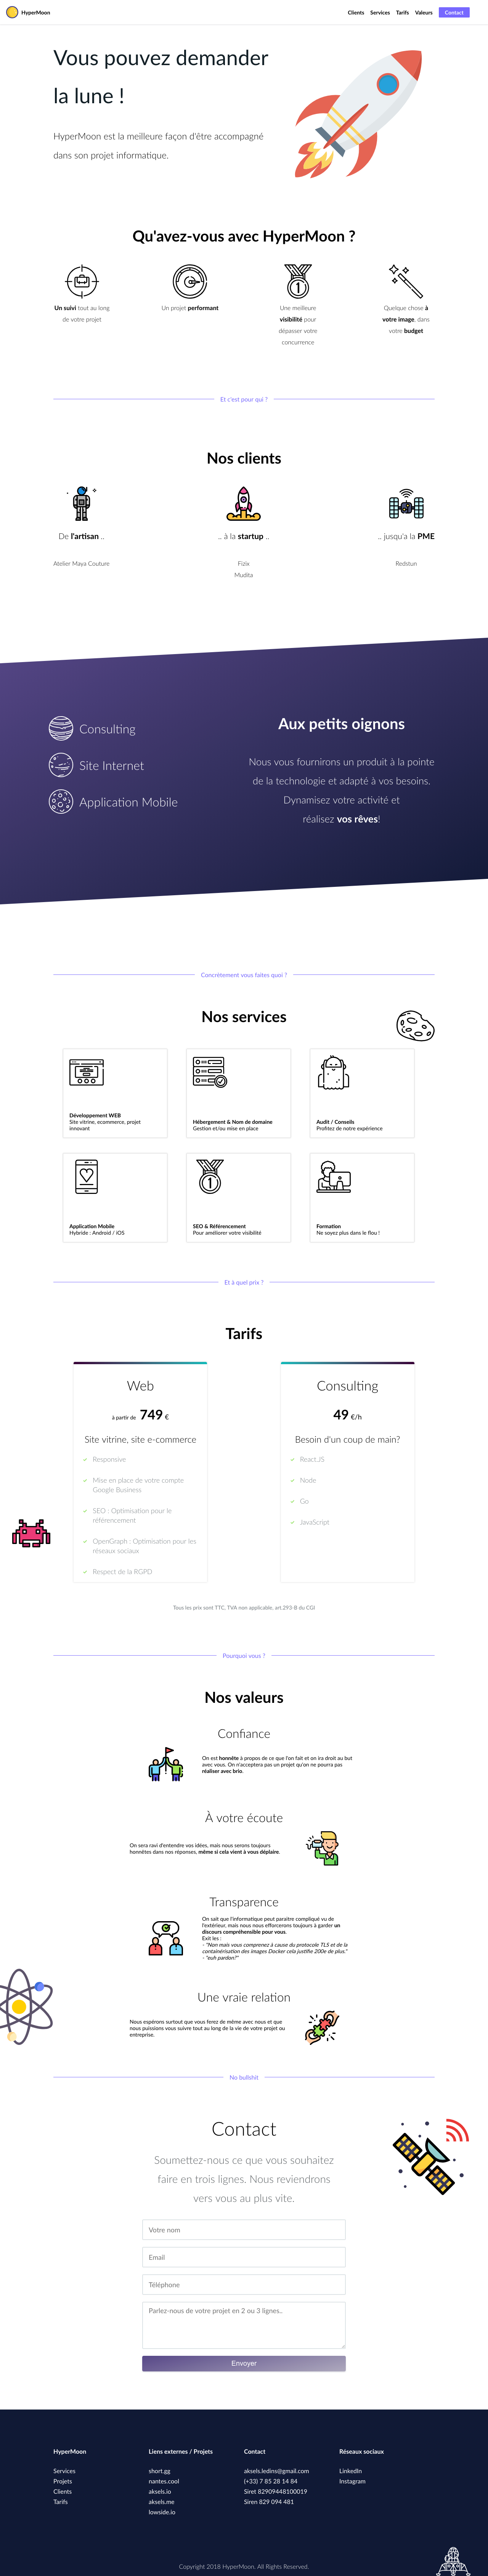 HyperMoon
Clients Services Tarifs Valeurs Contact
Vous pouvez demander
la lune !
HyperMoon est la meilleure façon d'être accompagné
dans son projet informatique.
Qu'avez-vous avec HyperMoon ?
Un suivi tout au long
de votre projet
Un projet performant
Une meilleure
visibilité pour
dépasser votre
concurrence
Quelque chose à
votre image, dans
votre budget
Et c'est pour qui ?
Nos clients
De l'artisan ..
Atelier Maya Couture
.. à la startup ..
Fizix
Mudita
.. jusqu'a la PME
Redstun
Consulting
Site Internet
Application Mobile
Aux petits oignons
Nous vous fournirons un produit à la pointe
de la technologie et adapté à vos besoins.
Dynamisez votre activité et
réalisez vos rêves!
Concrètement vous faites quoi ?
Nos services
Développement WEB
Site vitrine, ecommerce, projet
innovant
Hébergement & Nom de domaine
Gestion et/ou mise en place
Audit / Conseils
Profitez de notre expérience
Application Mobile
Hybride : Android / iOS
SEO & Référencement
Pour améliorer votre visibilité
Formation
Ne soyez plus dans le flou !
Et à quel prix ?
Tarifs
Web
à partir de 749 €
Site vitrine, site e-commerce
Responsive
Mise en place de votre compte
Google Business
SEO : Optimisation pour le
référencement
OpenGraph : Optimisation pour les
réseaux sociaux
Respect de la RGPD
Consulting
49 €/h
Besoin d'un coup de main?
ReactJS
Node
Go
JavaScript
Tous les prix sont TTC, TVA non applicable, art.293-B du CGI
Pourquoi vous ?
Nos valeurs
Confiance
On est honnête à propos de ce que l'on fait et on ira droit au but
avec vous. On n'acceptera pas un projet qu'on ne pourra pas
réaliser avec brio.
À votre écoute
On sera ravi d'entendre vos idées, mais nous serons toujours
honnêtes dans nos réponses, même si cela vient à vous déplaire.
Transparence
On sait que l'informatique peut paraitre compliqué vu de
l'extérieur, mais nous nous efforcerons toujours à garder un
discours compréhensible pour vous.
Exit les :
- "Non mais vous comprenez à cause du protocole TLS et de la
containérisation des images Docker cela justifie 200e de plus."
- "euh pardon?"
Une vraie relation
Nous espérons surtout que vous ferez de même avec nous et que
nous puissions vous suivre tout au long de la vie de votre projet ou
entreprise.
No bullshit
Contact
Soumettez-nous ce que vous souhaitez
faire en trois lignes. Nous reviendrons
vers vous au plus vite.
Votre nom
Email
Téléphone
Parlez-nous de votre projet en 2 ou 3 lignes..
Envoyer
HyperMoon
Services
Projets
Clients
Tarifs
Liens externes / Projets
short.gg
nantes.cool
aksels.io
aksels.me
lowside.io
Contact
aksels.ledins@gmail.com
(+33) 7 85 28 14 84
Siret 82909448100019
Siren 829 094 481
Réseaux sociaux
LinkedIn
Instagram
Copyright 2018 HyperMoon. All Rights Reserved.